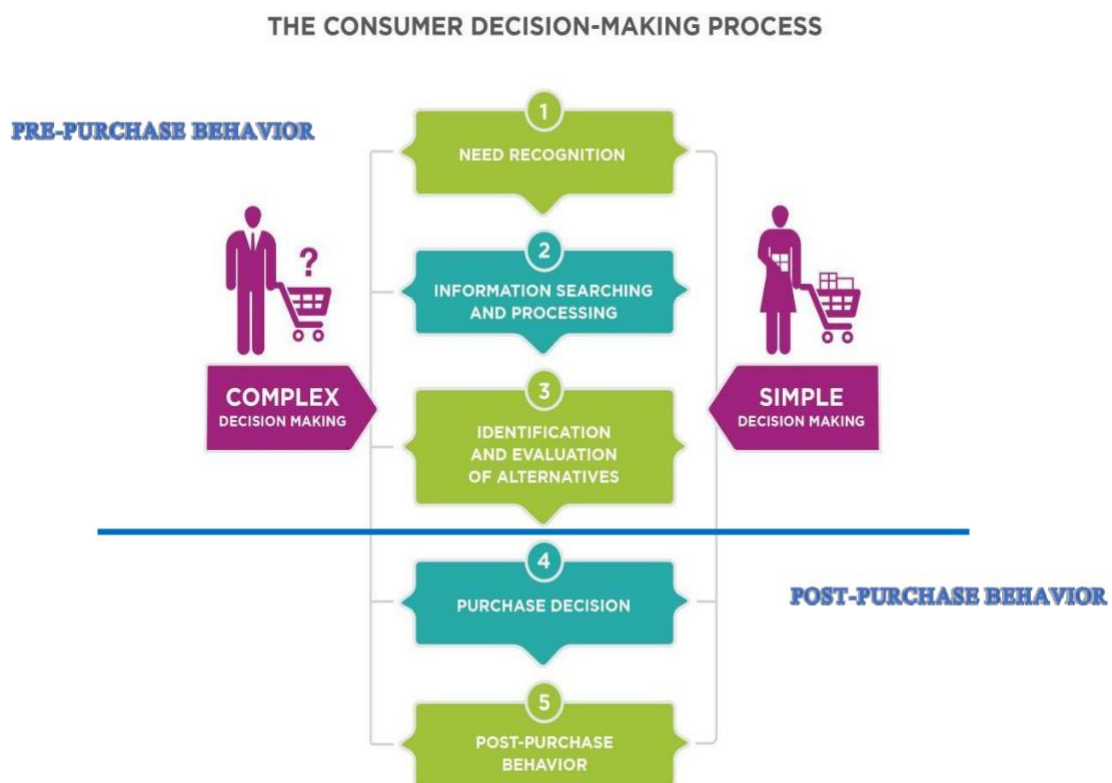 THE CONSUMER DECISION-MAKING PROCESS
PRE-PURCHASE BEHAVIOR
1
NEED RECOGNITION
?
2
INFORMATION SEARCHING
AND PROCESSING
COMPLEX
DECISION MAKING
SIMPLE
DECISION MAKING
3
IDENTIFICATION
AND EVALUATION
OF ALTERNATIVES
4
PURCHASE DECISION
POST-PURCHASE BEHAVIOR
5
POST-PURCHASE
BEHAVIOR